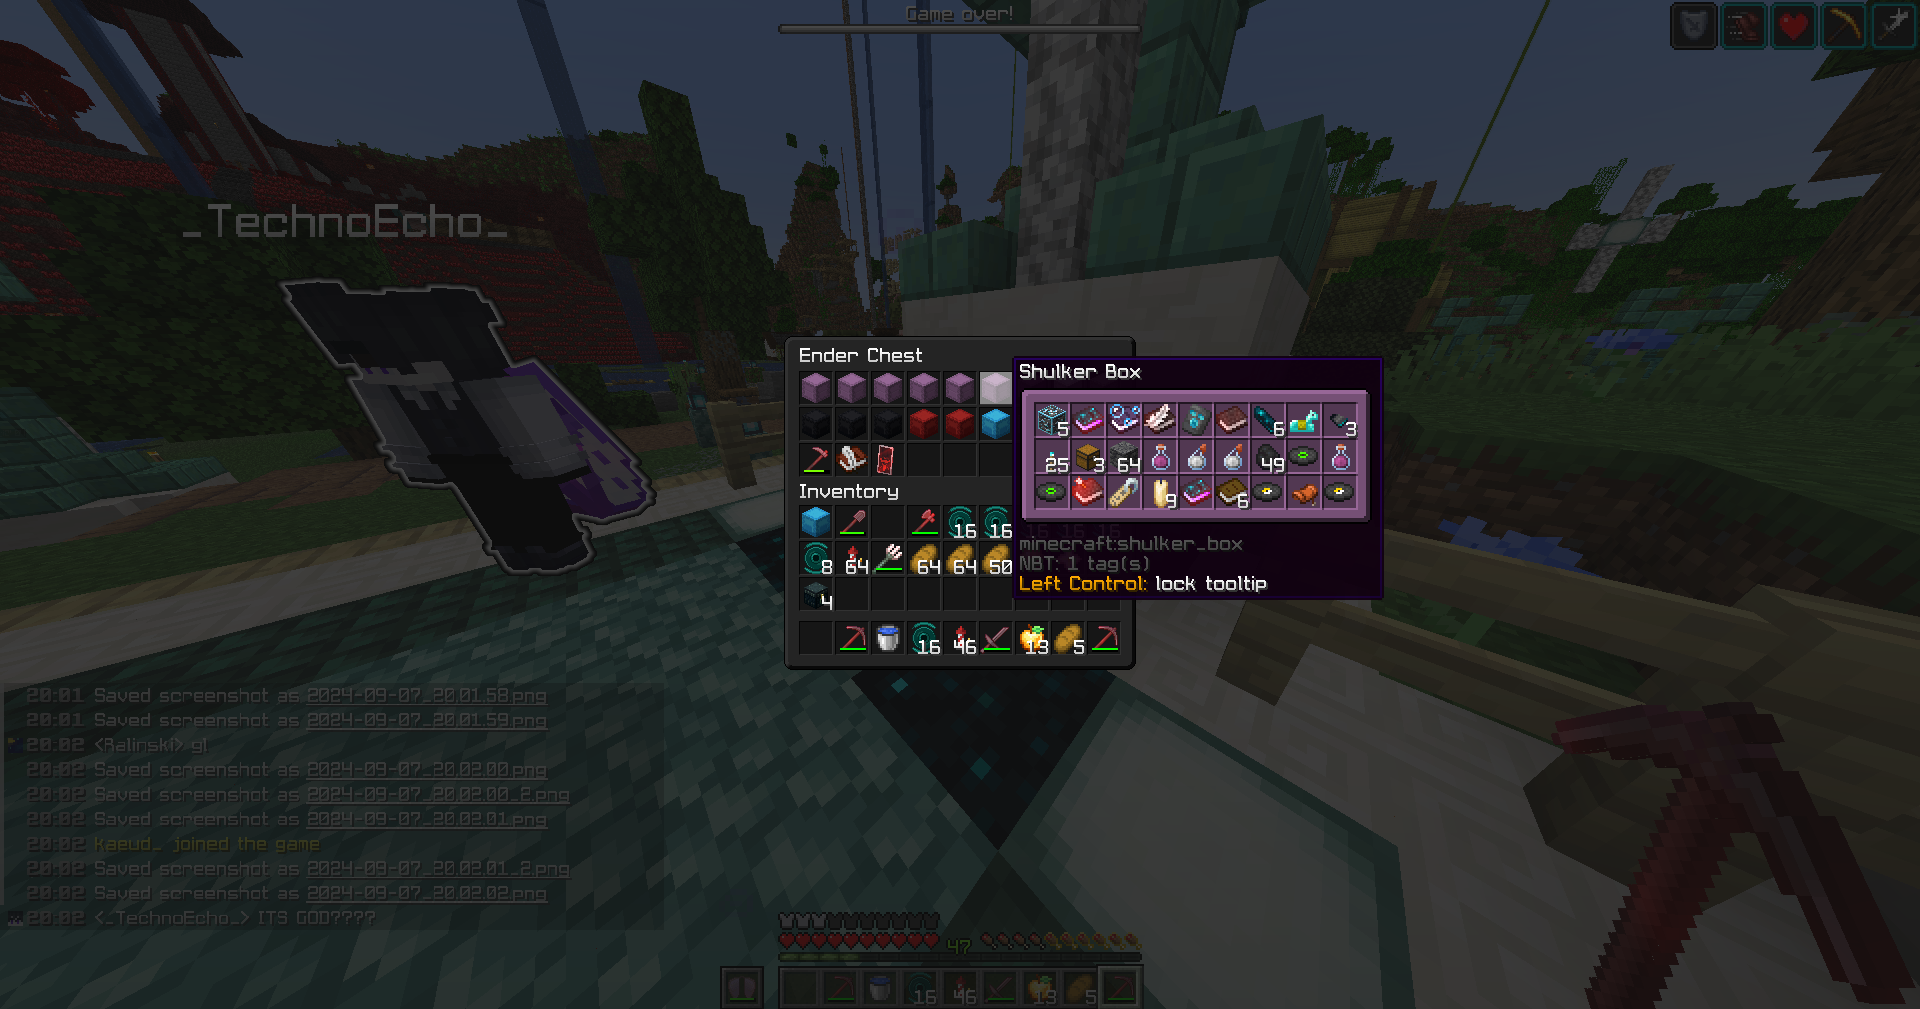 Game over!
_TechnoEcho_
Ender Chest
Shulker Box
5 6 3
25 3 64 49
9 6
minecraft:shulker_box
NBT: 1 tag(s)
Left Control: lock tooltip
Inventory
16 16
8 64 64 64 50
4
16 46 13 5
20:01 Saved screenshot as 2024-09-07_20.01.58.png
20:01 Saved screenshot as 2024-09-07_20.01.59.png
20:02 <Ralinski> gl
20:02 Saved screenshot as 2024-09-07_20.02.00.png
20:02 Saved screenshot as 2024-09-07_20.02.00_2.png
20:02 Saved screenshot as 2024-09-07_20.02.01.png
20:02 kaeud_ joined the game
20:02 Saved screenshot as 2024-09-07_20.02.01_2.png
20:02 Saved screenshot as 2024-09-07_20.02.02.png
20:02 <_TechnoEcho_> ITS GOD????
47
16 46 13 5